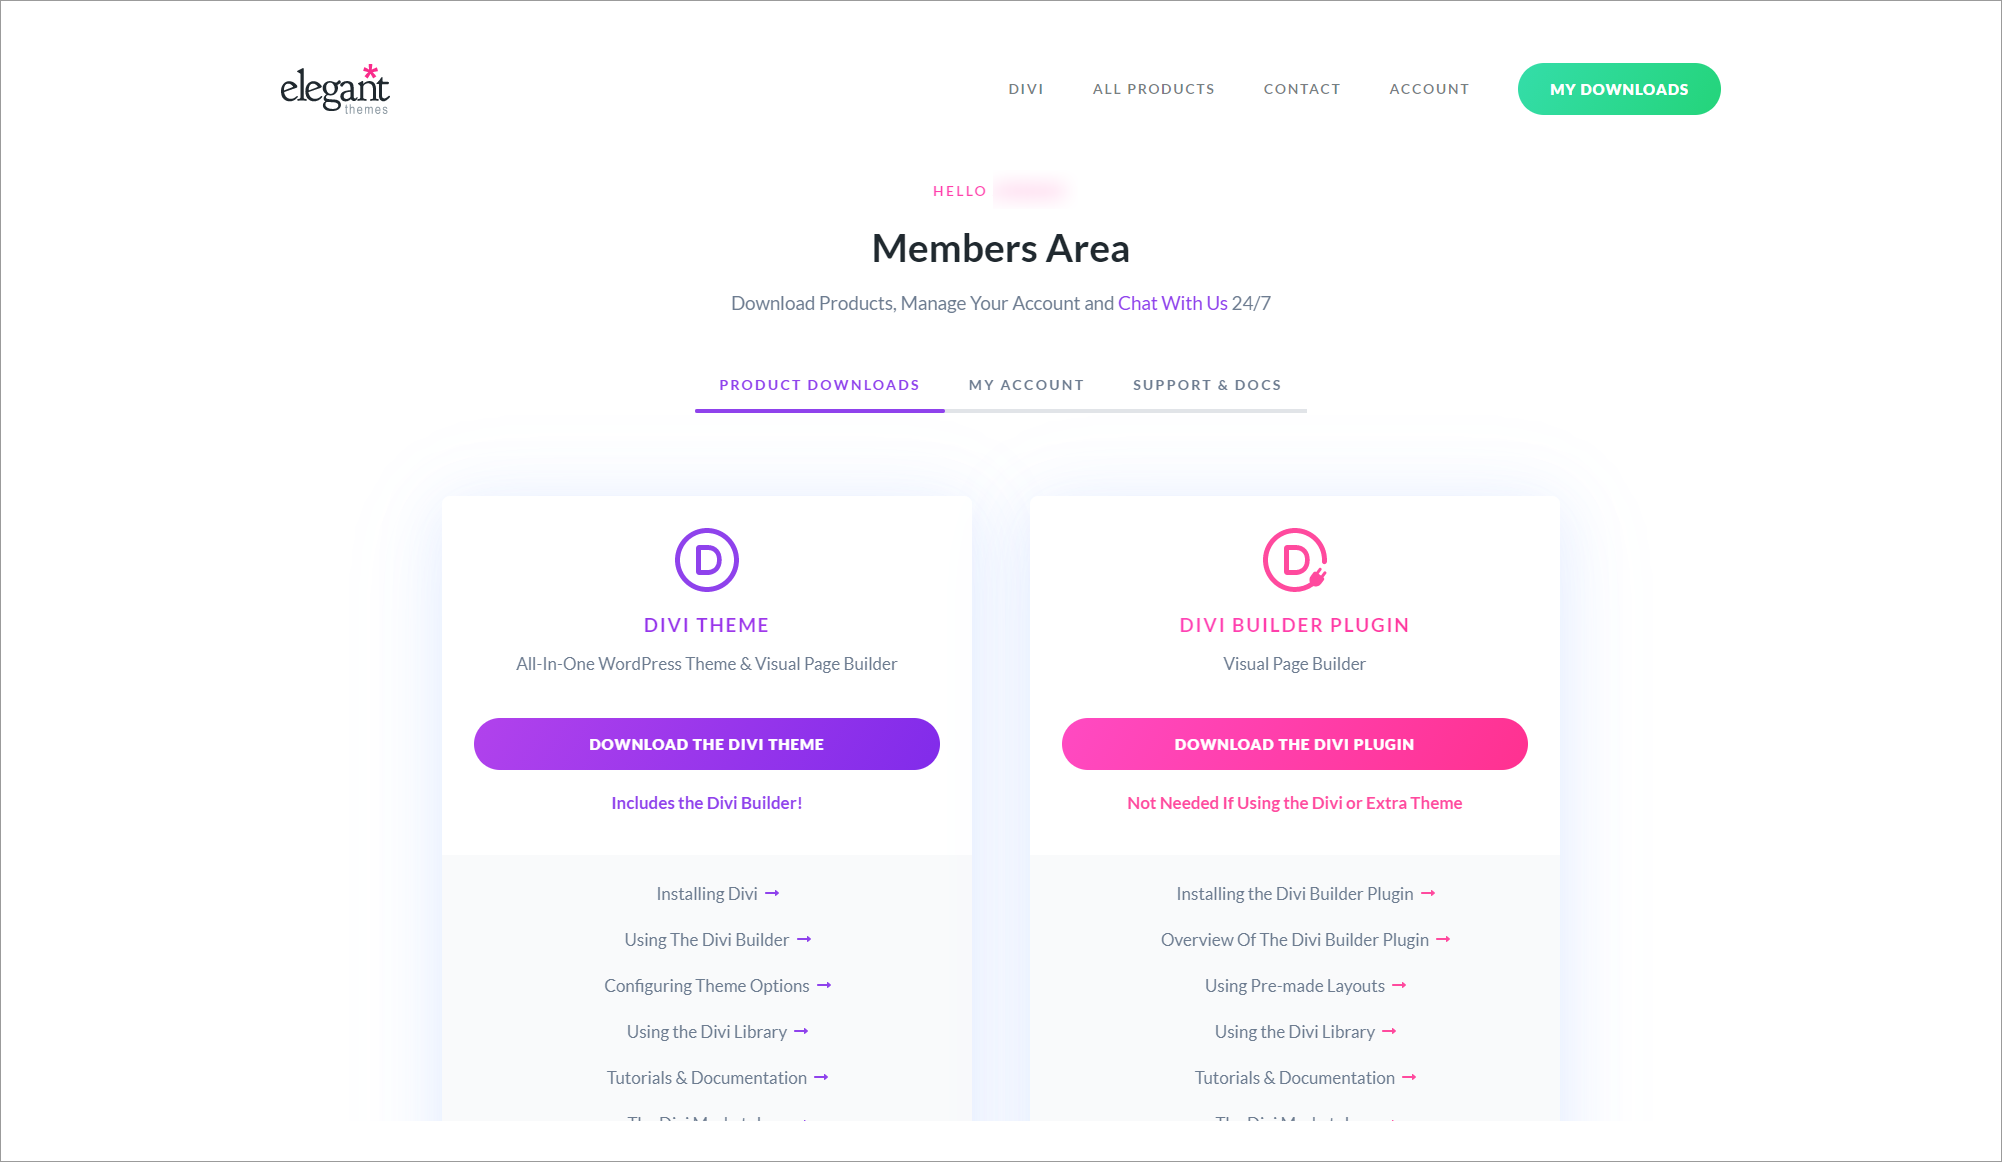 elegant
themes
DIVI ALL PRODUCTS CONTACT ACCOUNT MY DOWNLOADS
HELLO
Members Area
Download Products, Manage Your Account and Chat With Us 24/7
PRODUCT DOWNLOADS MY ACCOUNT SUPPORT & DOCS
D
DIVI THEME
All-In-One WordPress Theme & Visual Page Builder
DOWNLOAD THE DIVI THEME
Includes the Divi Builder!
Installing Divi
Using The Divi Builder
Configuring Theme Options
Using the Divi Library
Tutorials & Documentation
D
DIVI BUILDER PLUGIN
Visual Page Builder
DOWNLOAD THE DIVI PLUGIN
Not Needed If Using the Divi or Extra Theme
Installing the Divi Builder Plugin
Overview Of The Divi Builder Plugin
Using Pre-made Layouts
Using the Divi Library
Tutorials & Documentation